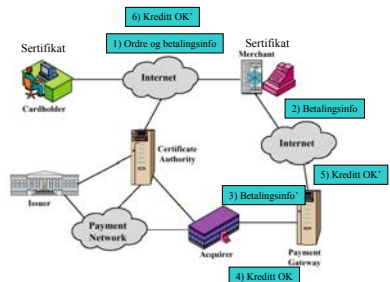 6) Kreditt OK'
Sertifikat
1) Ordre og betalingsinfo
Sertifikat
Merchant
Internet
Cardholder
2) Betalingsinfo
Certificate
Authority
Internet
5) Kreditt OK'
Issuer
3) Betalingsinfo'
Payment
Network
Acquirer
Payment
Gateway
4) Kreditt OK